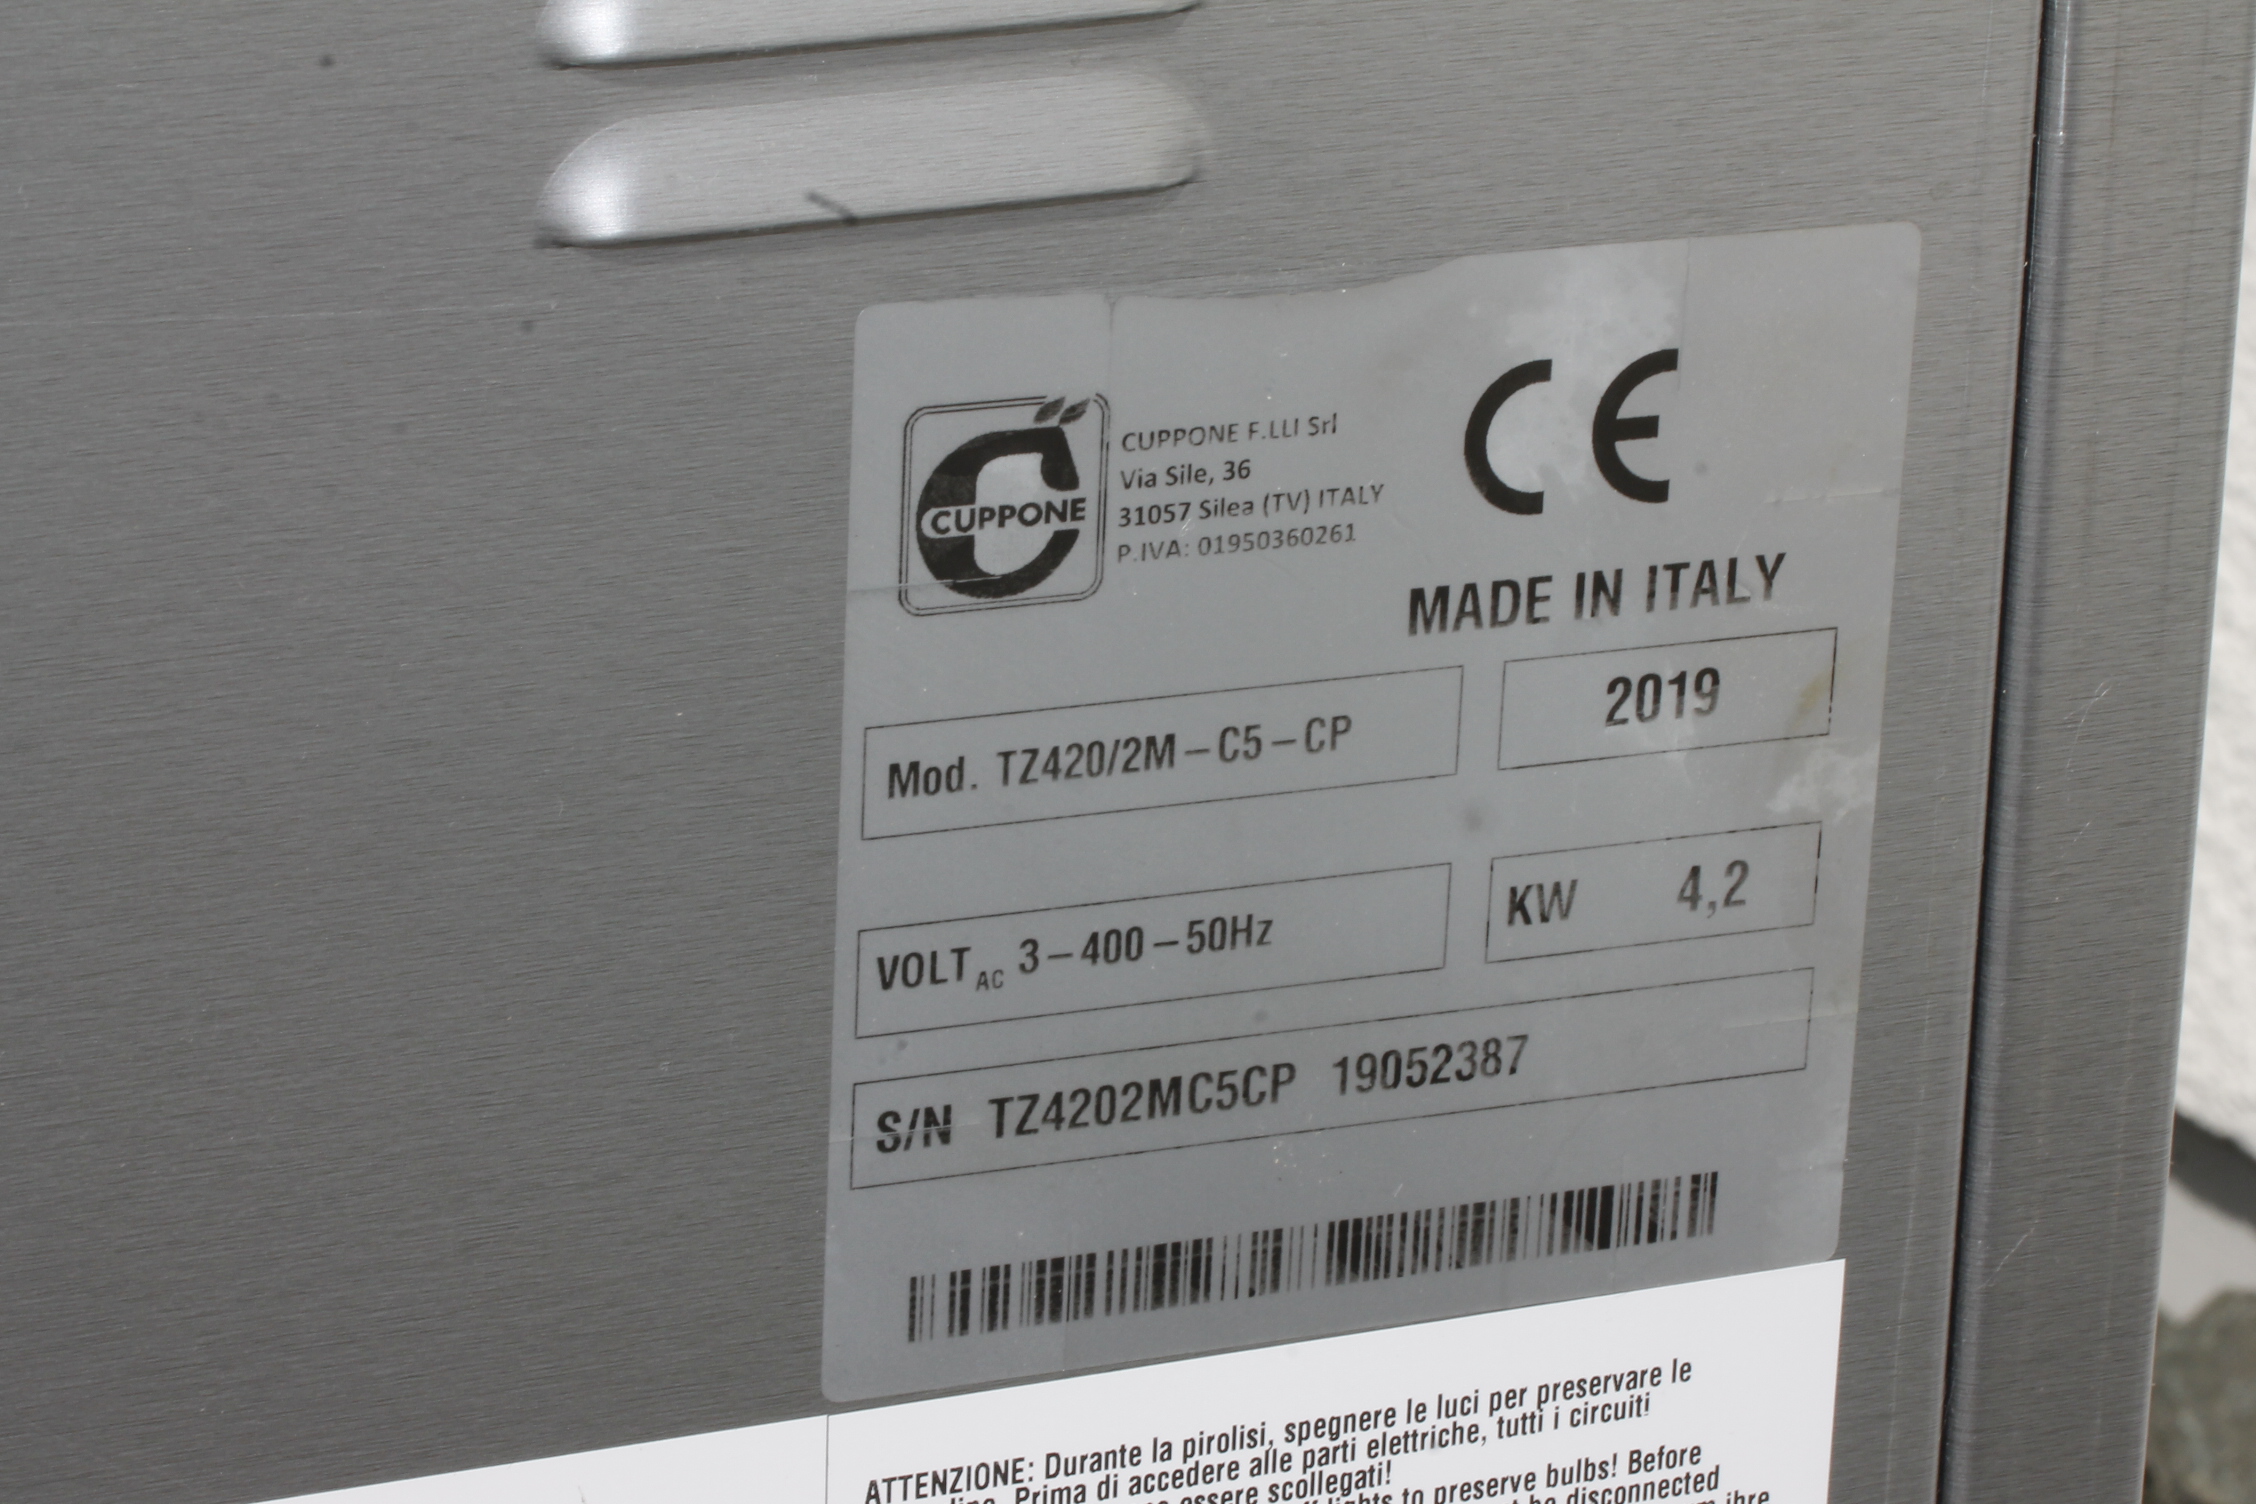 CUPPONE
CUPPONE F.LLI Srl
Via Sile, 36
31057 Silea (TV) ITALY
P.IVA: 01950360261
CE
MADE IN ITALY
Mod. TZ420/2M – C5 – CP
2019
VOLT AC 3 – 400 – 50Hz
KW 4,2
S/N TZ4202MC5CP 19052387
ATTENZIONE: Durante la pirolisi, spegnere le luci per preservare le
Prima di accedere alle parti elettriche, tutti i circuiti
essere scollegati!
lights to preserve bulbs! Before
be disconnected